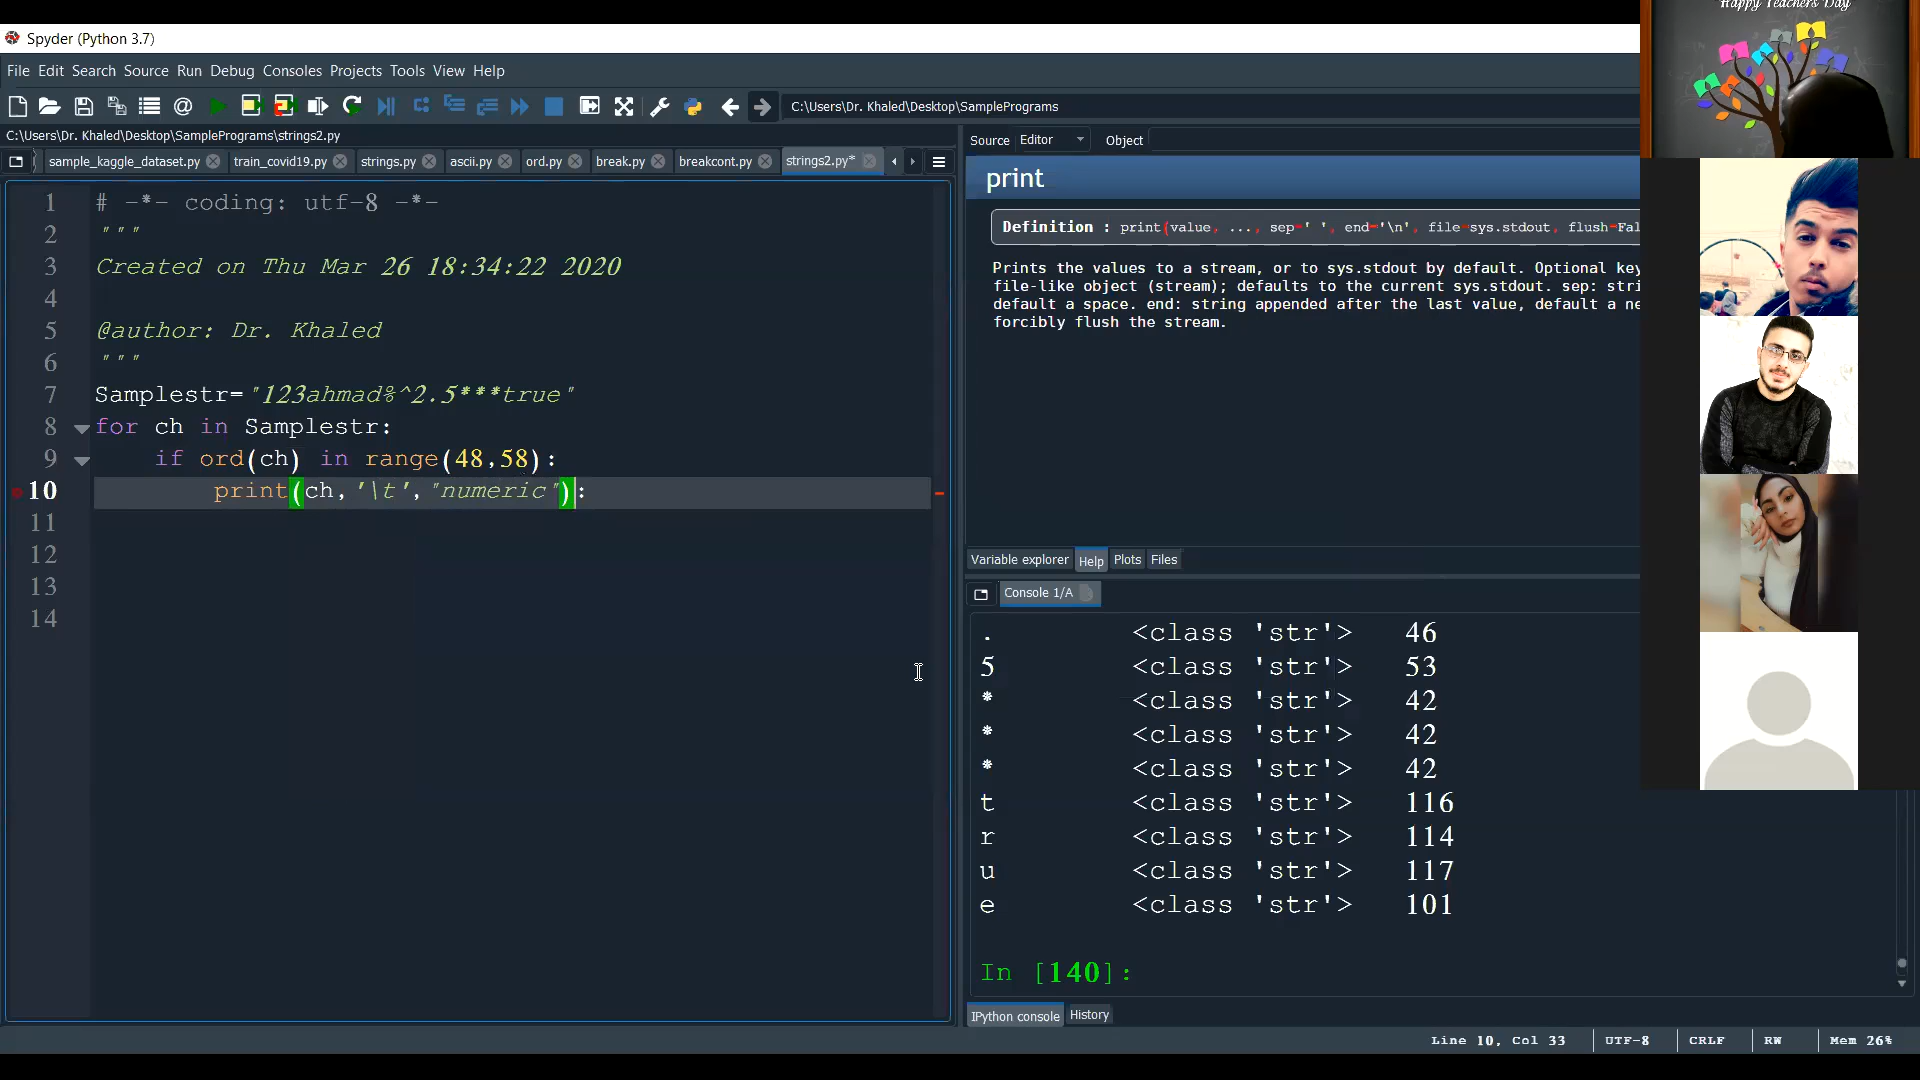 Happy Teachers Day
Spyder (Python 3.7)
File Edit Search Source Run Debug Consoles Projects Tools View Help
C:\Users\Dr. Khaled\Desktop\SamplePrograms
C:\Users\Dr. Khaled\Desktop\SamplePrograms\strings2.py
sample_kaggle_dataset.py train_covid19.py strings.py ascii.py ord.py break.py breakcont.py strings2.py*
1 # -*- coding: utf-8 -*-
2 """
3 Created on Thu Mar 26 18:34:22 2020
4
5 @author: Dr. Khaled
6 """
7 Samplestr="123ahmad%^2.5***true"
8 for ch in Samplestr:
9 if ord(ch) in range(48,58):
10 print(ch,'\t',"numeric"):
11
12
13
14
Source Editor Object
print
Definition : print(value, ..., sep=' ', end='\n', file=sys.stdout, flush=Fal
Prints the values to a stream, or to sys.stdout by default. Optional key
file-like object (stream); defaults to the current sys.stdout. sep: stri
default a space. end: string appended after the last value, default a ne
forcibly flush the stream.
Variable explorer Help Plots Files
Console 1/A
. <class 'str'> 46
5 <class 'str'> 53
* <class 'str'> 42
* <class 'str'> 42
* <class 'str'> 42
t <class 'str'> 116
r <class 'str'> 114
u <class 'str'> 117
e <class 'str'> 101
In [140]:
IPython console History
Line 10, Col 33 UTF-8 CRLF RW Mem 26%